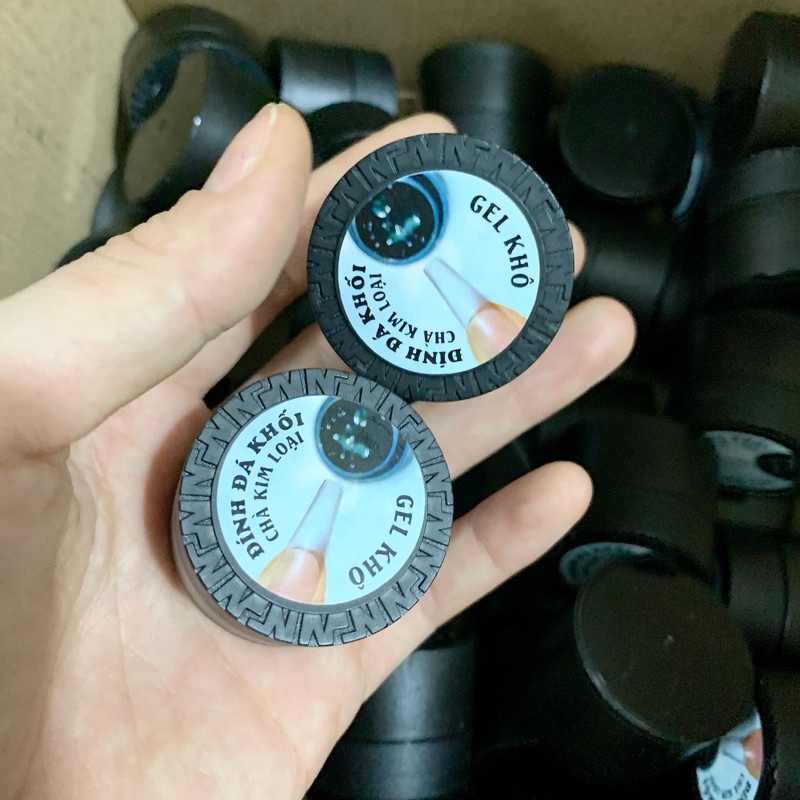 GEL KHÔ
ĐÍNH ĐÁ KHỐI
CHÀ KIM LOẠI
ĐÍNH ĐÁ KHỐI
CHÀ KIM LOẠI
GEL KHÔ